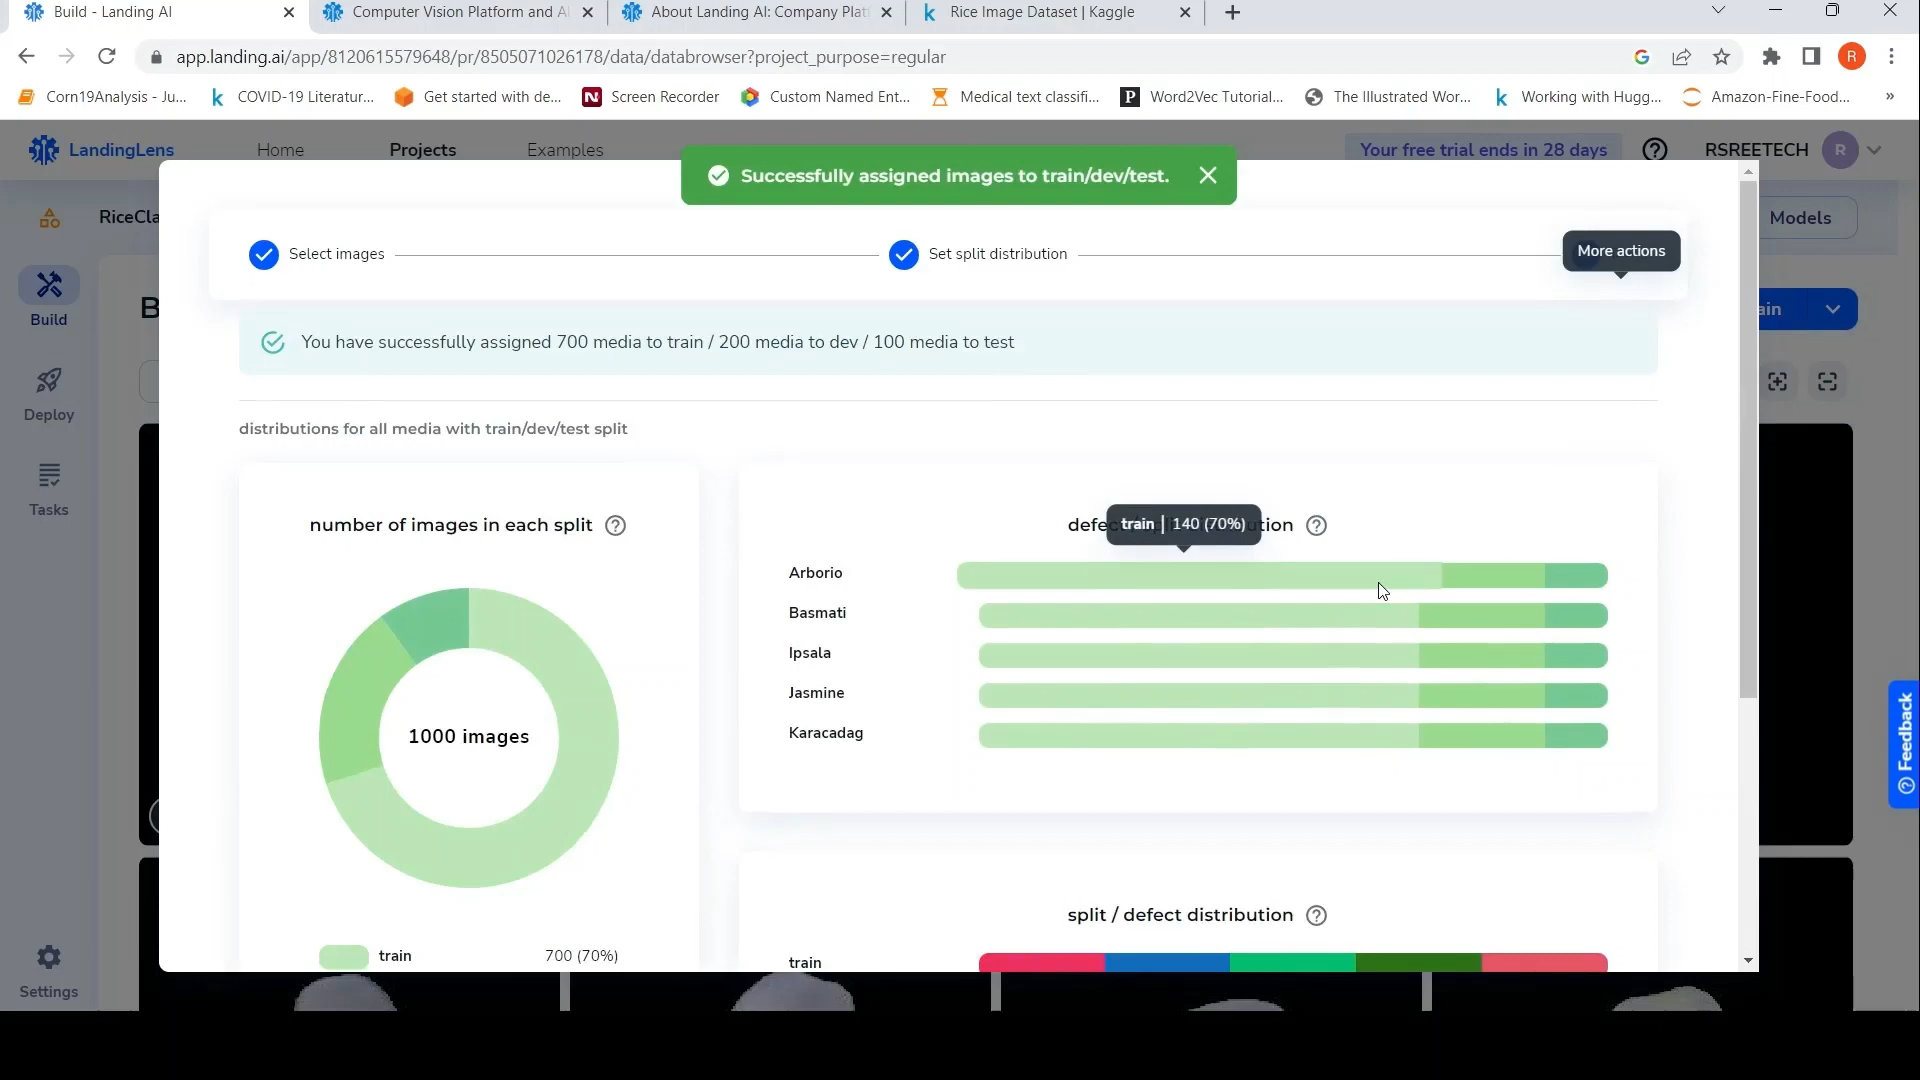 Build - Landing AI
Computer Vision Platform and AI
About Landing AI: Company Platf
Rice Image Dataset | Kaggle
app.landing.ai/app/8120615579648/pr/8505071026178/data/databrowser?project_purpose=regular
R
Corn19Analysis - Ju...
COVID-19 Literatur...
Get started with de...
Screen Recorder
Custom Named Ent...
Medical text classifi...
Word2Vec Tutorial...
The Illustrated Wor...
Working with Hugg...
Amazon-Fine-Food...
LandingLens
Home
Projects
Examples
Your free trial ends in 28 days
RSREETECH
R
Successfully assigned images to train/dev/test.
RiceCla
Models
Select images
Set split distribution
More actions
Build
B
ain
You have successfully assigned 700 media to train / 200 media to dev / 100 media to test
Deploy
distributions for all media with train/dev/test split
Tasks
number of images in each split
train | 140 (70%)
Arborio
Basmati
Ipsala
Jasmine
Karacadag
1000 images
Feedback
split / defect distribution
train 700 (70%)
train
Settings